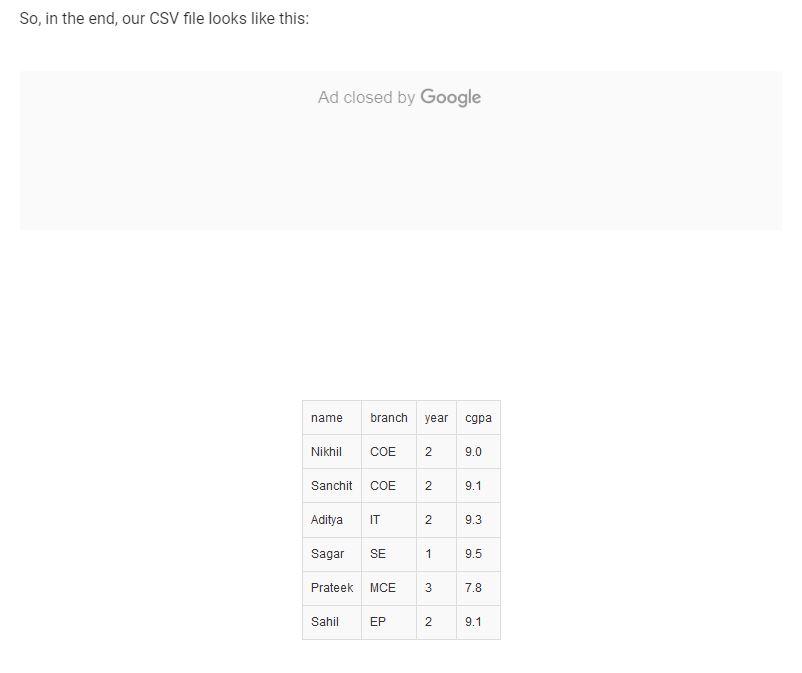 So, in the end, our CSV file looks like this:
Ad closed by Google
name branch year cgpa
Nikhil COE 2 9.0
Sanchit COE 2 9.1
Aditya IT 2 9.3
Sagar SE 1 9.5
Prateek MCE 3 7.8
Sahil EP 2 9.1